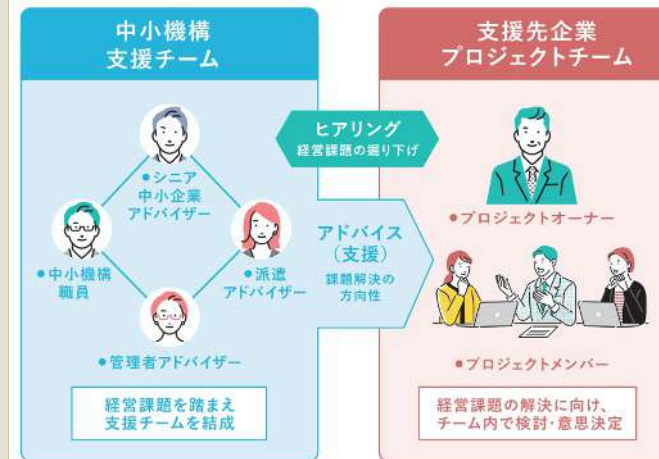 中小機構
支援チーム
●シニア
中小企業
アドバイザー
●中小機構
職員
●派遣
アドバイザー
●管理者アドバイザー
経営課題を踏まえ
支援チームを結成
ヒアリング
経営課題の掘り下げ
アドバイス
(支援)
課題解決の
方向性
支援先企業
プロジェクトチーム
●プロジェクトオーナー
●プロジェクトメンバー
経営課題の解決に向け、
チーム内で検討・意思決定